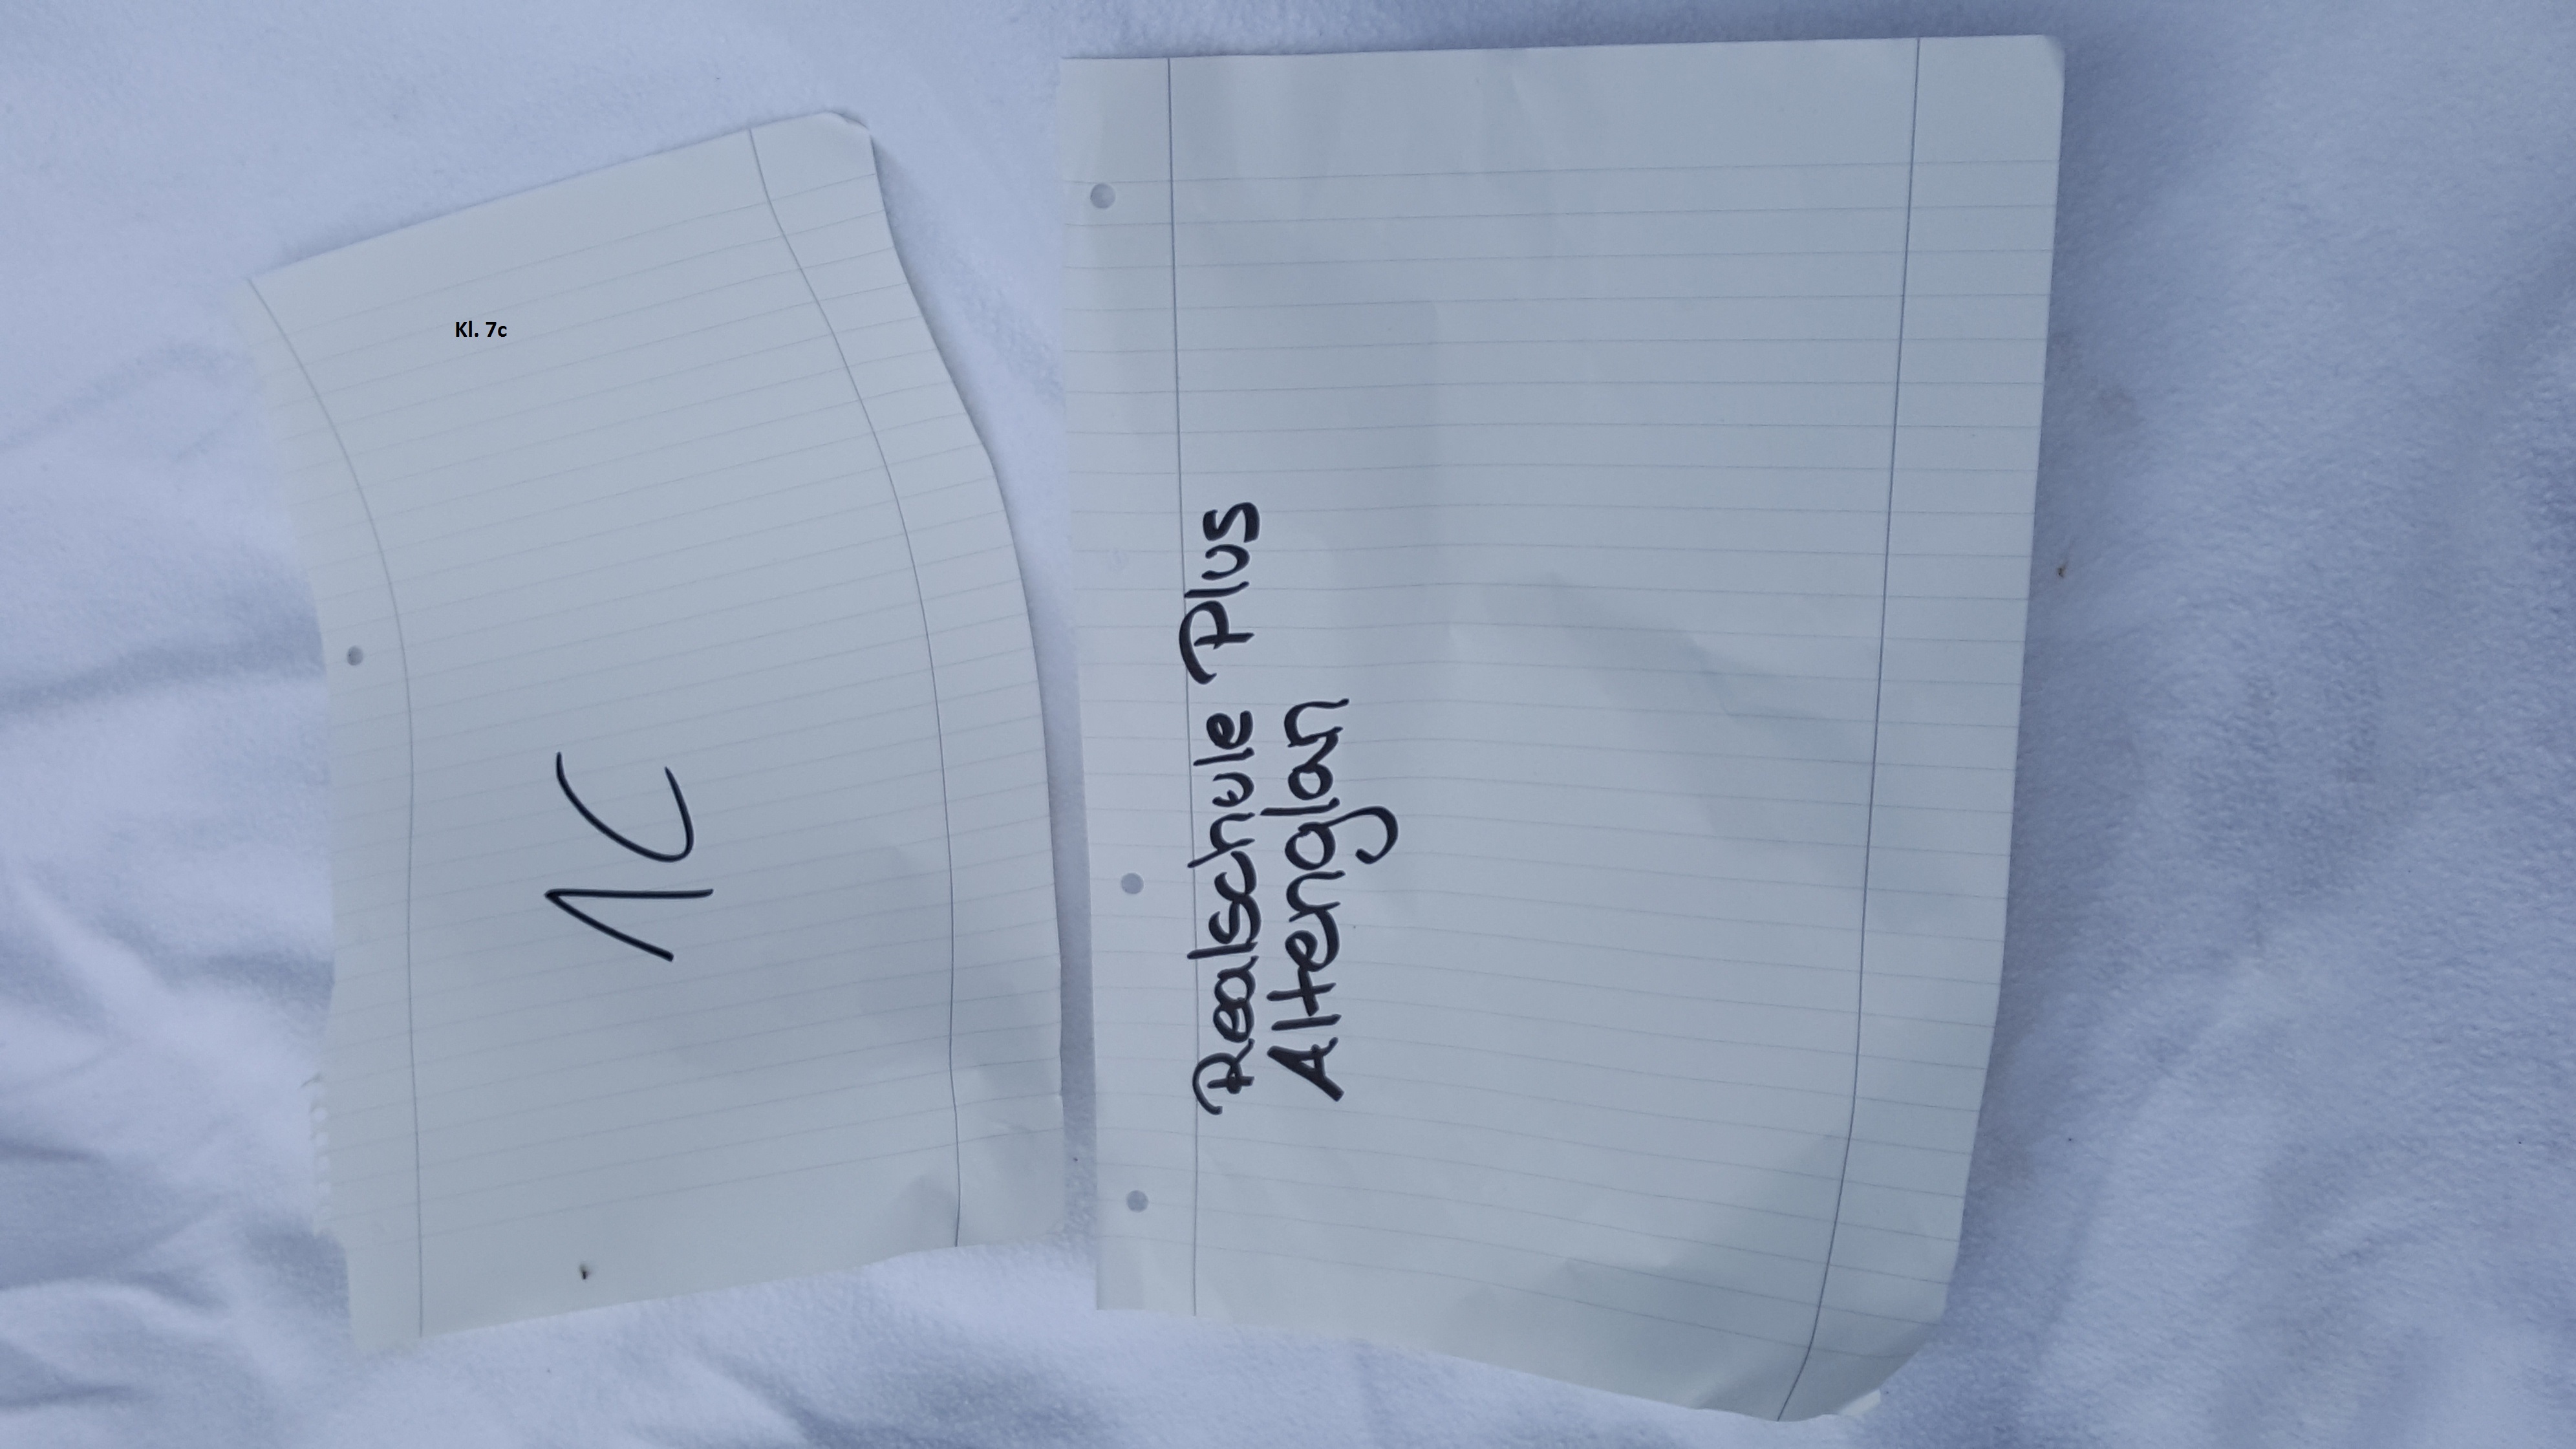 Kl. 7c
1C
Realschule Plus
Altenglan